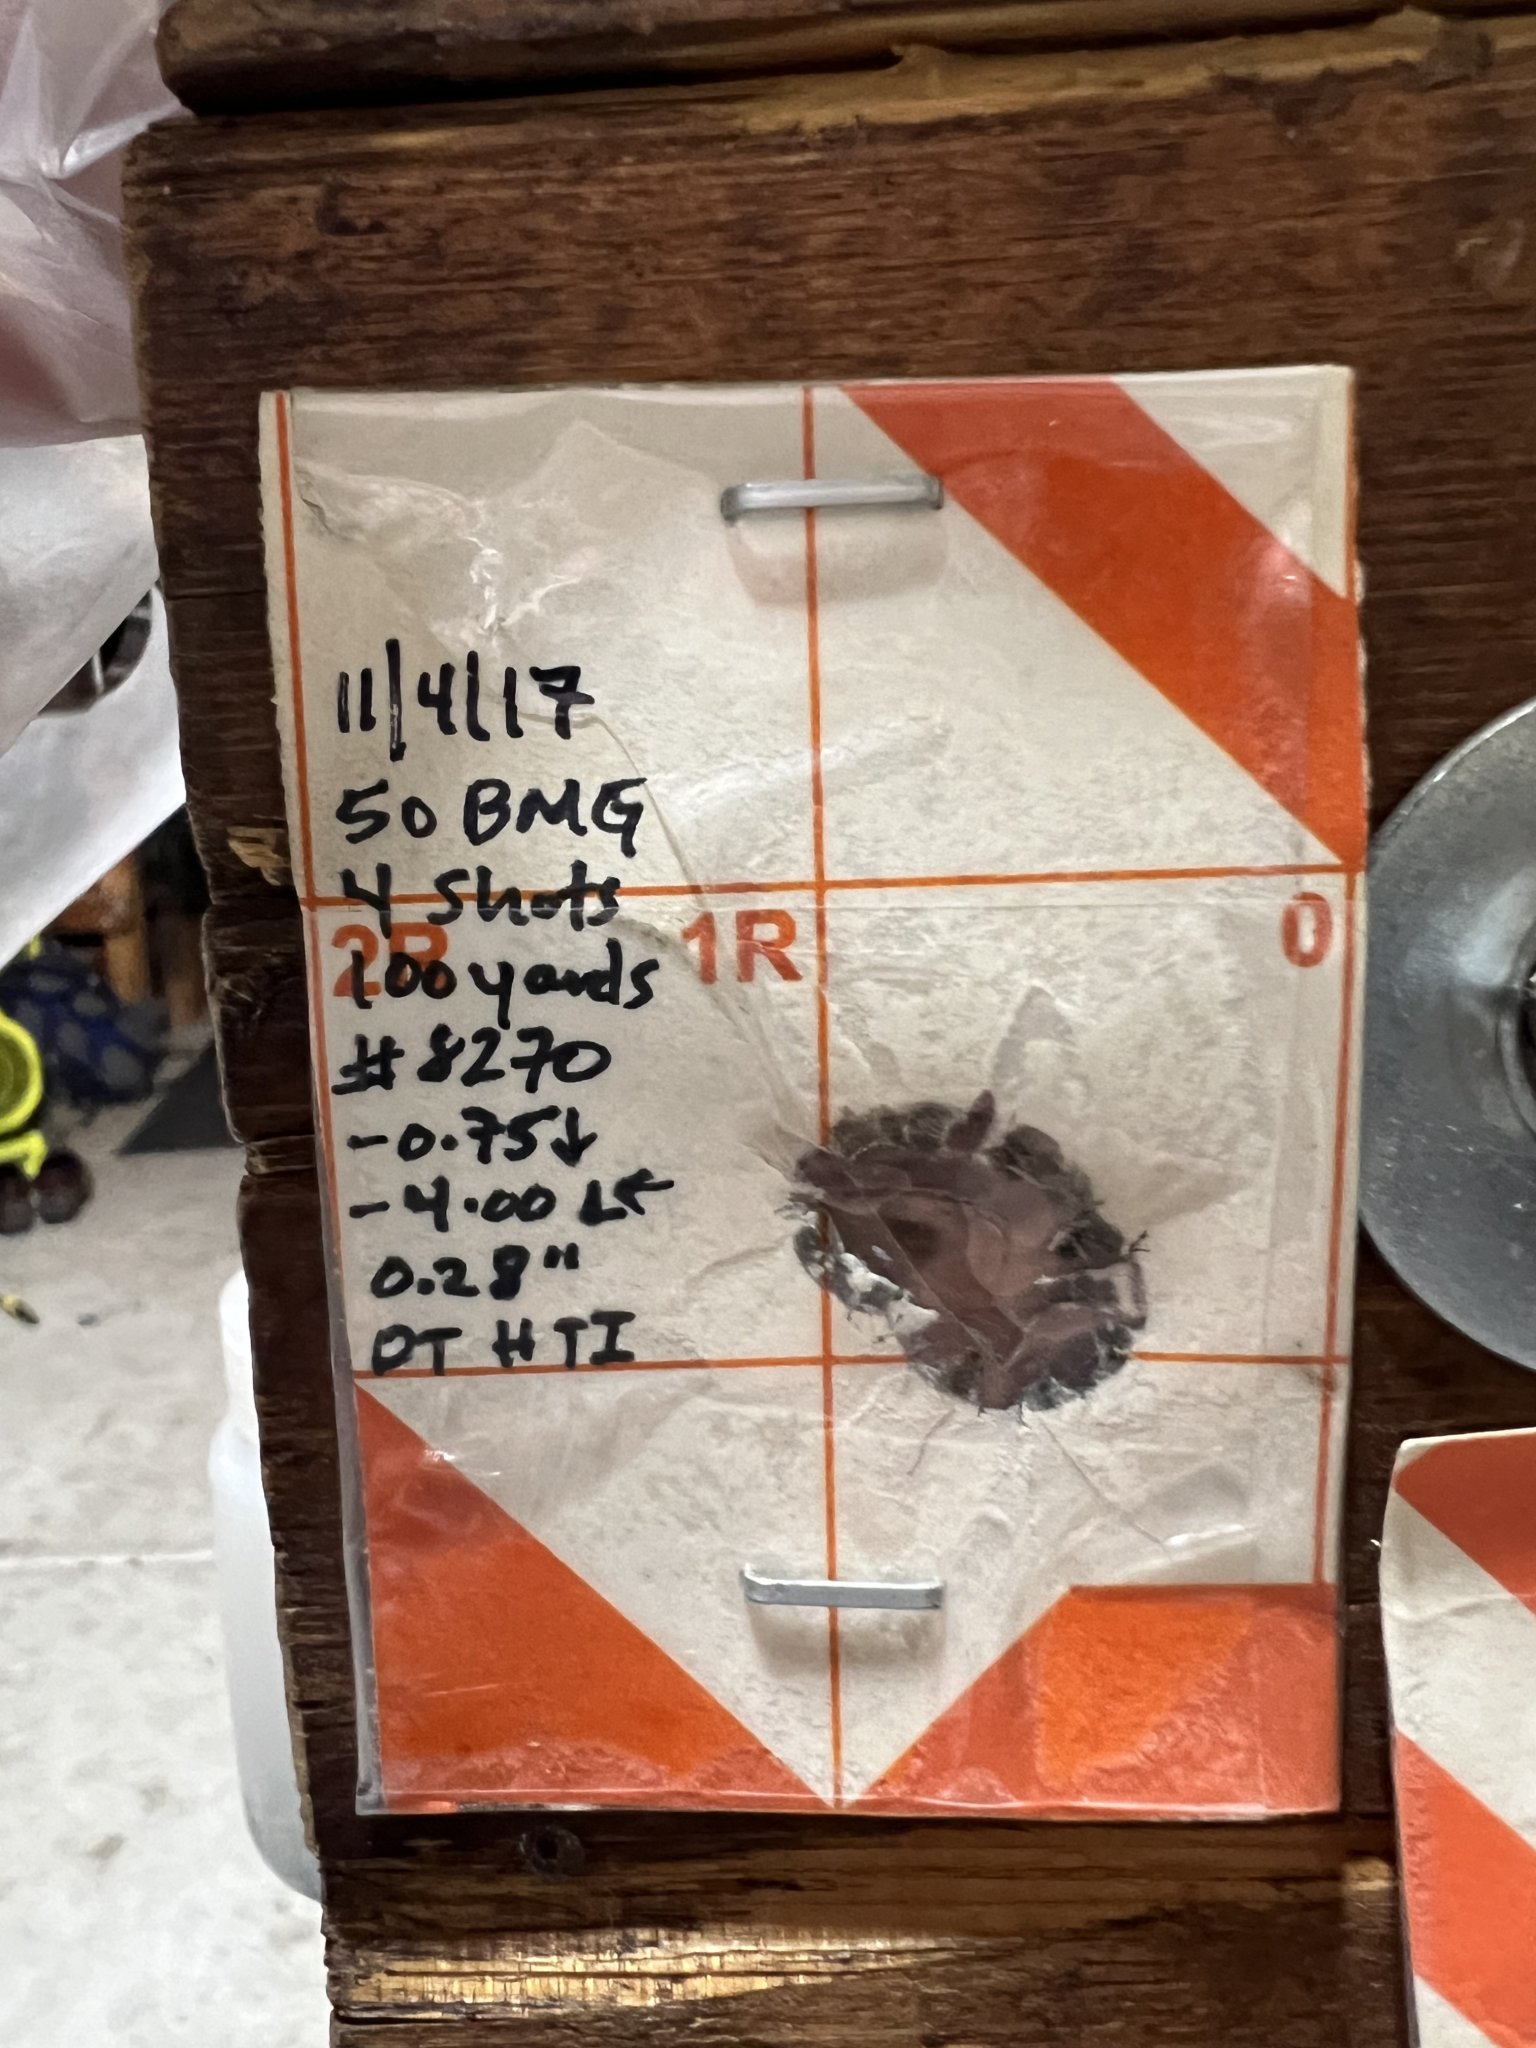 11/4/17
50 BMG
4 Shots
2R 1R 0
100 yards
#8270
-0.75↓
-4.00 L←
0.28"
DT HTI